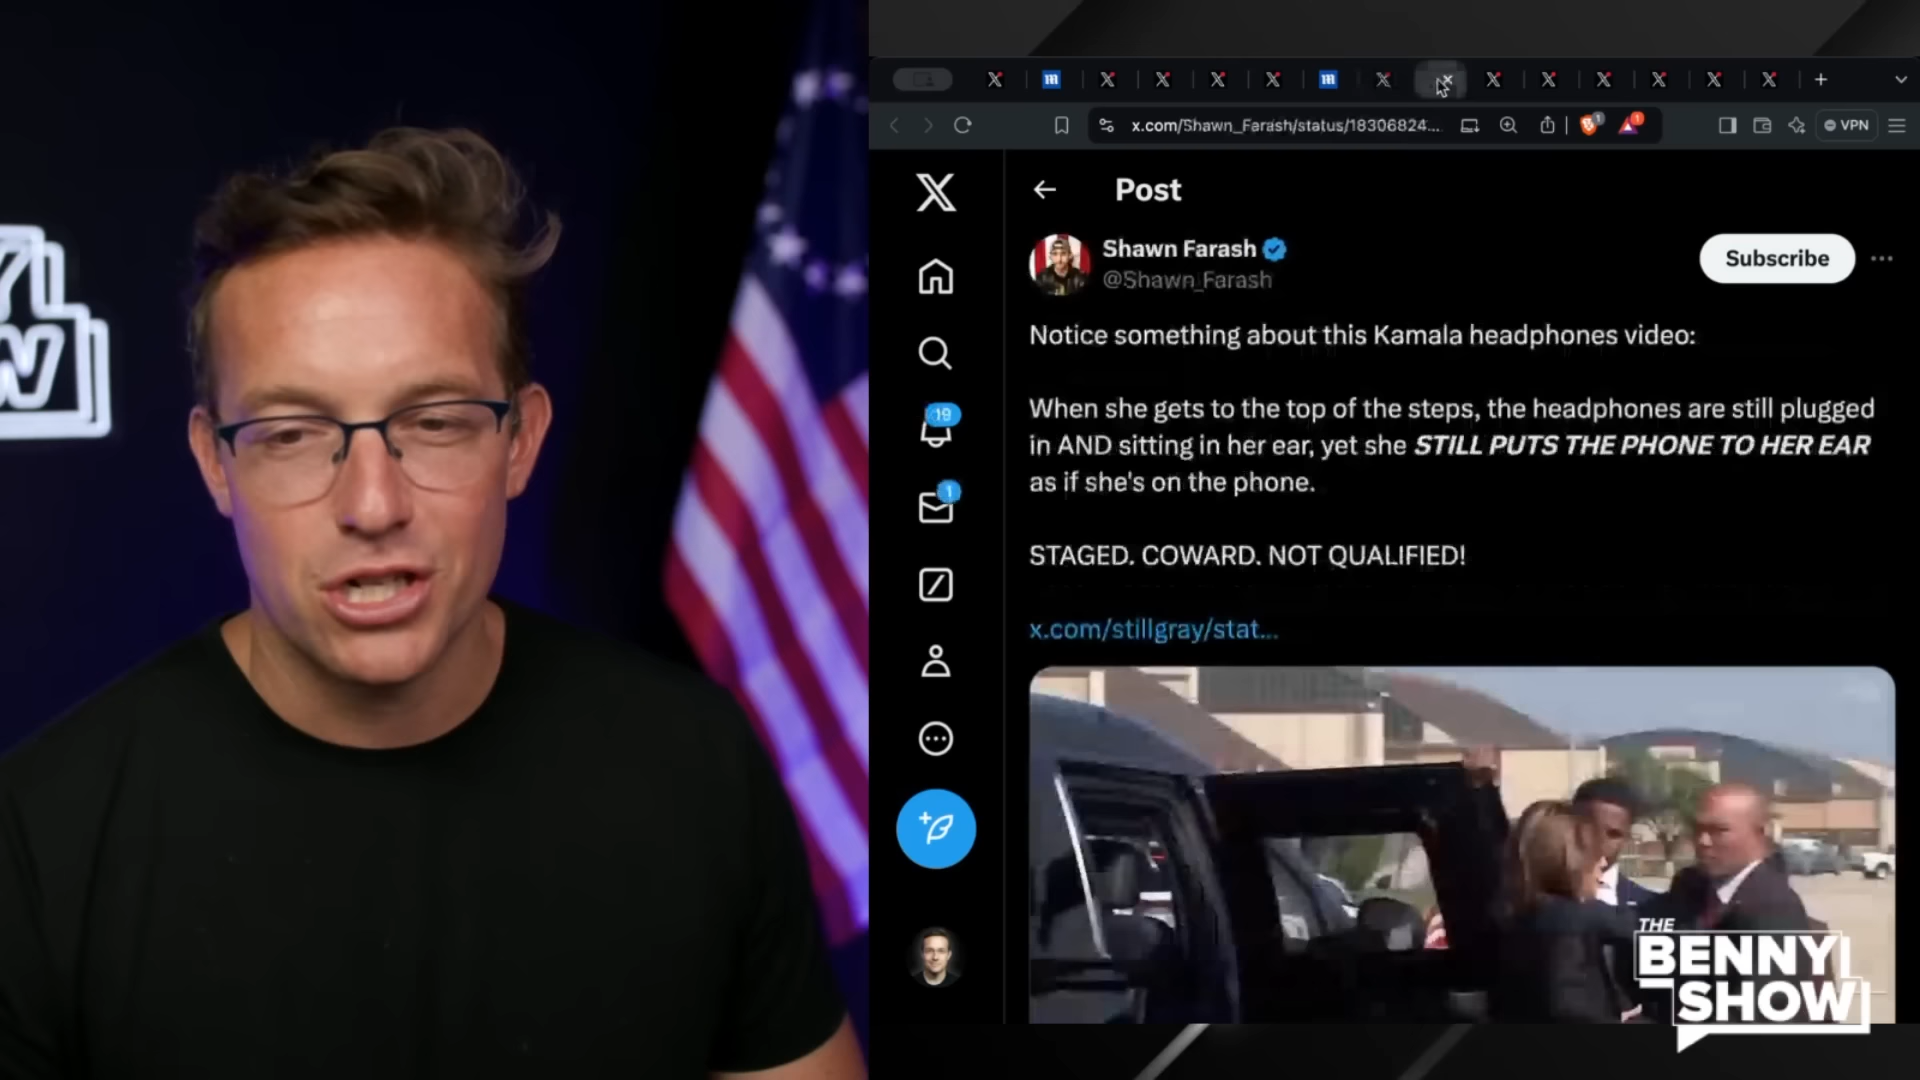 Y
W
x.com/Shawn_Farash/status/18306824...
1
1
VPN
Post
Shawn Farash
@Shawn_Farash
Subscribe
Notice something about this Kamala headphones video:
When she gets to the top of the steps, the headphones are still plugged
in AND sitting in her ear, yet she STILL PUTS THE PHONE TO HER EAR
as if she's on the phone.
STAGED. COWARD. NOT QUALIFIED!
x.com/stillgray/stat...
19
1
THE
BENNY
SHOW